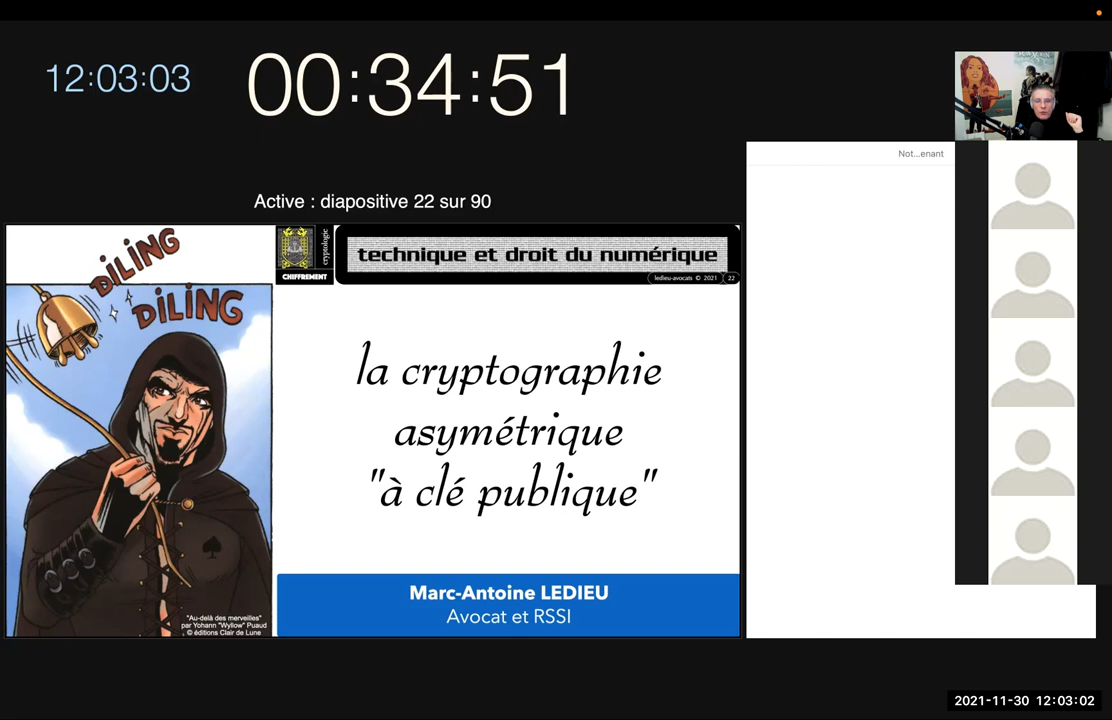 12:03:03
00:34:51
Not...enant
Active : diapositive 22 sur 90
DiLiNG
DiLiNG
cryptologie
CHIFFREMENT
technique et droit du numérique
ledieu-avocats © 2021
22
la cryptographie
asymétrique
"à clé publique"
Marc-Antoine LEDIEU
Avocat et RSSI
"Au-delà des merveilles"
par Yohann "Wyllow" Puaud
© éditions Clair de Lune
2021-11-30 12:03:02